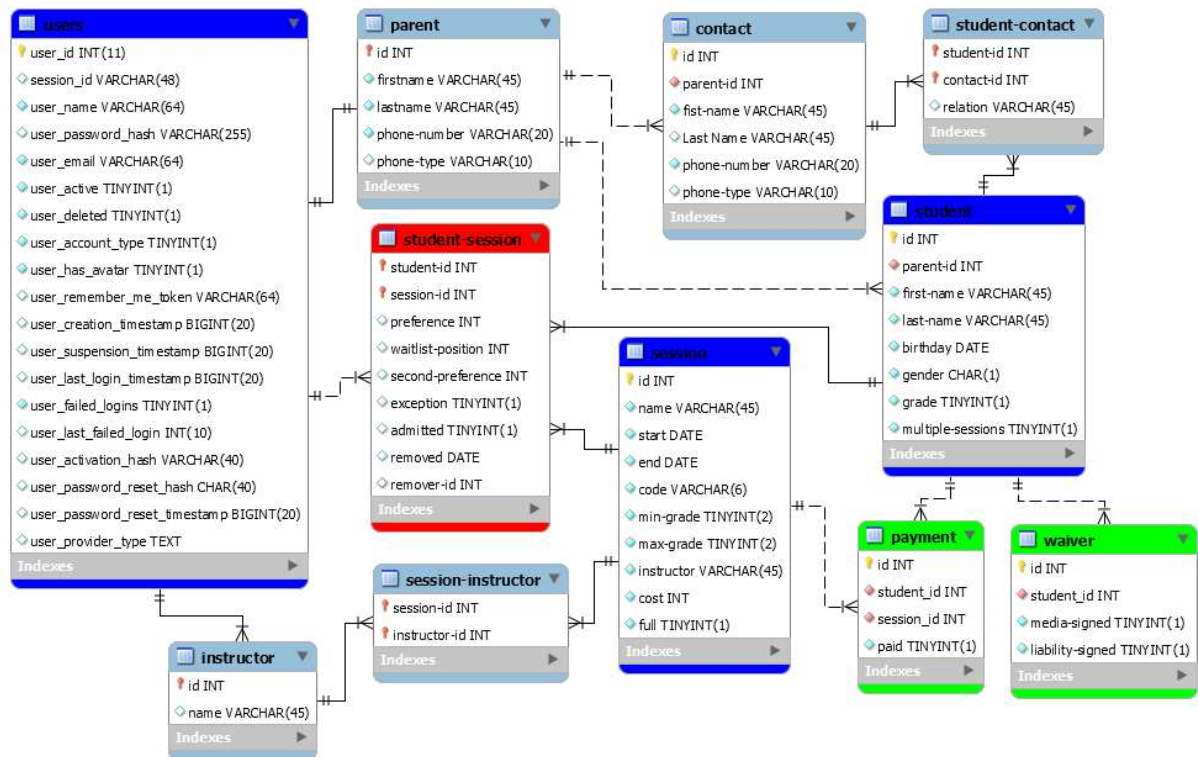 users
user_id INT(11)
session_id VARCHAR(48)
user_name VARCHAR(64)
user_password_hash VARCHAR(255)
user_email VARCHAR(64)
user_active TINYINT(1)
user_deleted TINYINT(1)
user_account_type TINYINT(1)
user_has_avatar TINYINT(1)
user_remember_me_token VARCHAR(64)
user_creation_timestamp BIGINT(20)
user_suspension_timestamp BIGINT(20)
user_last_login_timestamp BIGINT(20)
user_failed_logins TINYINT(1)
user_last_failed_login INT(10)
user_activation_hash VARCHAR(40)
user_password_reset_hash CHAR(40)
user_password_reset_timestamp BIGINT(20)
user_provider_type TEXT
Indexes
parent
id INT
firstname VARCHAR(45)
lastname VARCHAR(45)
phone-number VARCHAR(20)
phone-type VARCHAR(10)
Indexes
contact
id INT
parent-id INT
fist-name VARCHAR(45)
Last Name VARCHAR(45)
phone-number VARCHAR(20)
phone-type VARCHAR(10)
Indexes
student-contact
student-id INT
contact-id INT
relation VARCHAR(45)
Indexes
student-session
student-id INT
session-id INT
preference INT
waitlist-position INT
second-preference INT
exception TINYINT(1)
admitted TINYINT(1)
removed DATE
remover-id INT
Indexes
student
id INT
parent-id INT
first-name VARCHAR(45)
last-name VARCHAR(45)
birthday DATE
gender CHAR(1)
grade TINYINT(1)
multiple-sessions TINYINT(1)
Indexes
session
id INT
name VARCHAR(45)
start DATE
end DATE
code VARCHAR(6)
min-grade TINYINT(2)
max-grade TINYINT(2)
instructor VARCHAR(45)
cost INT
full TINYINT(1)
Indexes
session-instructor
session-id INT
instructor-id INT
Indexes
instructor
id INT
name VARCHAR(45)
Indexes
payment
id INT
student_id INT
session_id INT
paid TINYINT(1)
Indexes
waiver
id INT
student_id INT
media-signed TINYINT(1)
liability-signed TINYINT(1)
Indexes